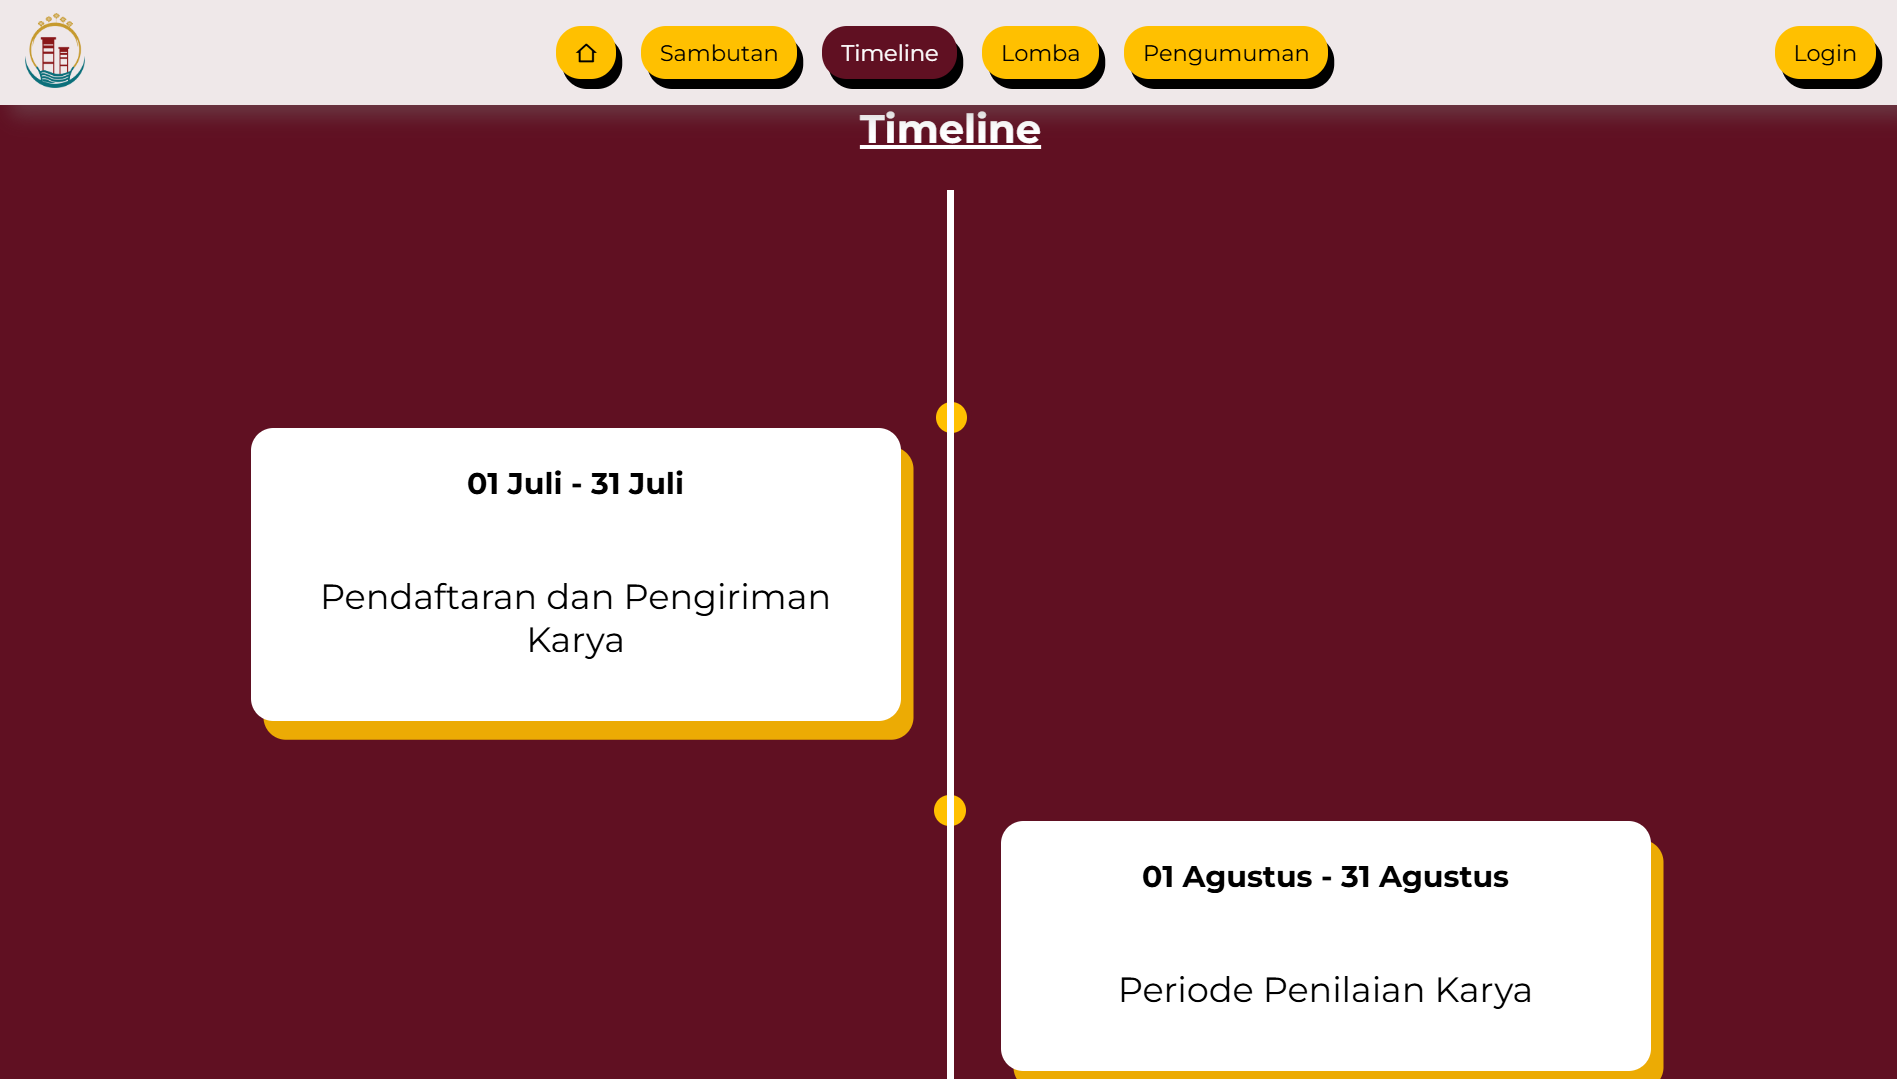 Sambutan
Timeline
Lomba
Pengumuman
Login
Timeline
01 Juli - 31 Juli
Pendaftaran dan Pengiriman
Karya
01 Agustus - 31 Agustus
Periode Penilaian Karya